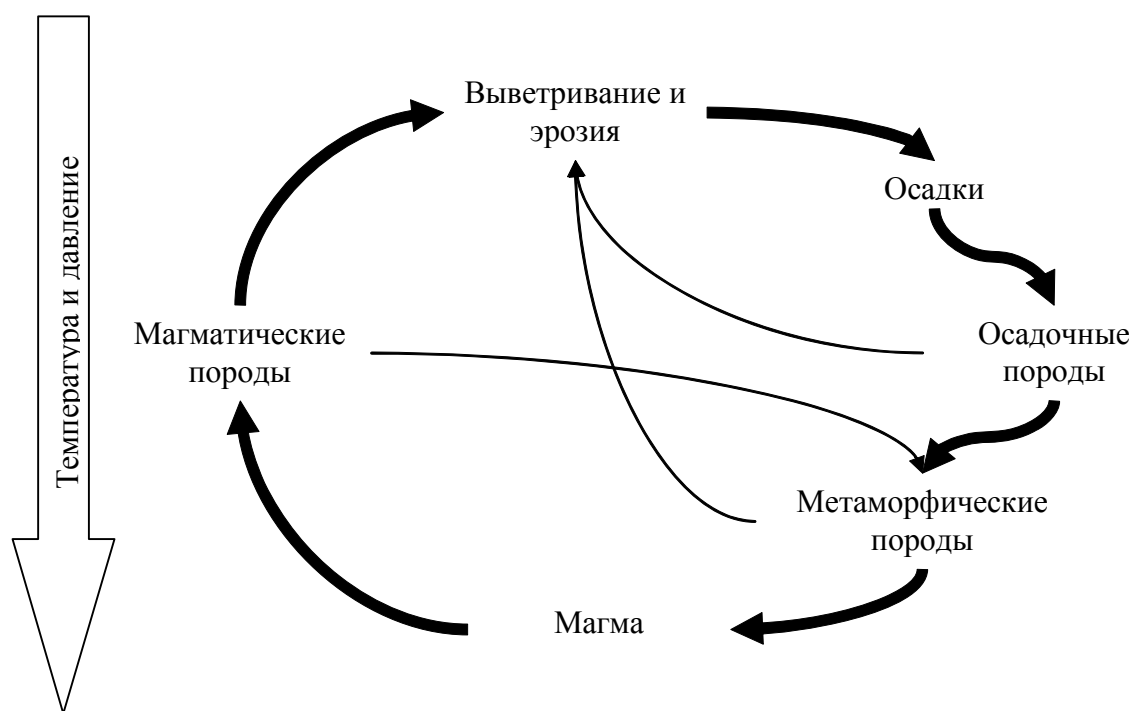 Температура и давление
Выветривание и
эрозия
Осадки
Магматические
породы
Осадочные
породы
Метаморфические
породы
Магма